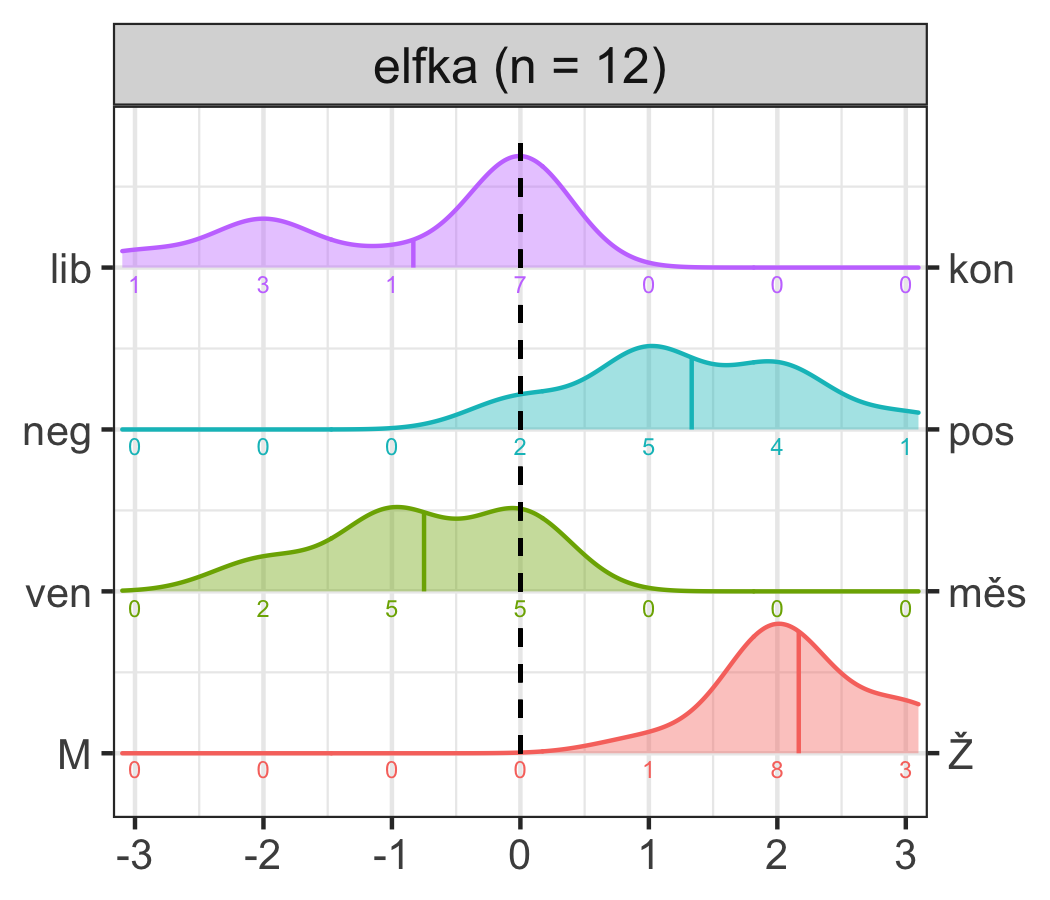 elfka (n = 12)
lib kon
1 3 1 7 0 0 0
neg pos
0 0 0 2 5 4 1
ven měs
0 2 5 5 0 0 0
M Ž
0 0 0 0 1 8 3
-3 -2 -1 0 1 2 3